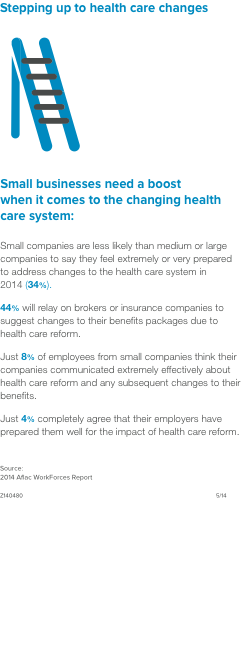 Stepping up to health care changes
Small businesses need a boost
when it comes to the changing health
care system:
Small companies are less likely than medium or large
companies to say they feel extremely or very prepared
to address changes to the health care system in
2014 (34%).
44% will relay on brokers or insurance companies to
suggest changes to their benefits packages due to
health care reform.
Just 8% of employees from small companies think their
companies communicated extremely effectively about
health care reform and any subsequent changes to their
benefits.
Just 4% completely agree that their employers have
prepared them well for the impact of health care reform.
Source:
2014 Aflac WorkForces Report
Z140480 5/14